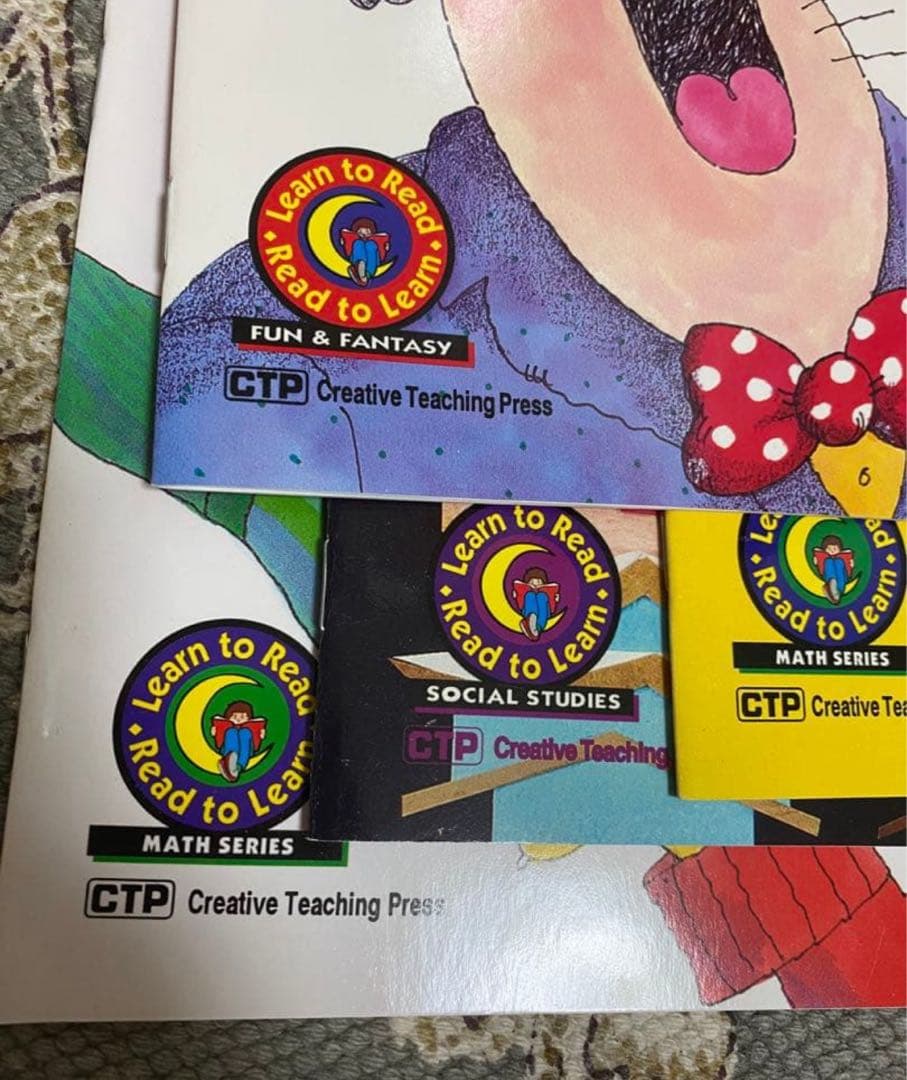 Learn to Read
Read to Learn
FUN & FANTASY
CTP Creative Teaching Press
6
Learn to Read
Read to Learn
SOCIAL STUDIES
CTP Creative Teaching
Le ad
Read to Learn
MATH SERIES
CTP Creative Tea
Learn to Read
Read to Learn
MATH SERIES
CTP Creative Teaching Press